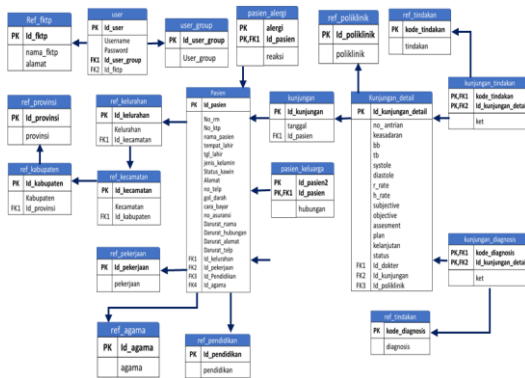 Ref_fktp
PK Id_fktp
nama_fktp
alamat
user
PK Id_user
Username
Password
FK1 Id_user_group
FK2 Id_fktp
user_group
PK Id_user_group
User_group
pasien_alergi
PK alergi
PK,FK1 Id_pasien
reaksi
ref_poliklinik
PK Id_poliklinik
poliklinik
ref_tindakan
PK kode_tindakan
tindakan
kunjungan_tindakan
PK,FK1 kode_tindakan
PK,FK2 Id_kunjungan_detail
ket
ref_provinsi
PK Id_provinsi
provinsi
ref_kelurahan
PK Id_kelurahan
Kelurahan
FK1 Id_kecamatan
Pasien
PK Id_pasien
No_rm
No_ktp
nama_pasien
tempat_lahir
tgl_lahir
jenis_kelamin
Status_kawin
Alamat
no_telp
gol_darah
cara_bayar
no_asuransi
Darurat_nama
Darurat_hubungan
Darurat_alamat
Darurat_telp
FK1 Id_kelurahan
FK2 Id_pekerjaan
FK3 Id_Pendidikan
FK4 Id_agama
kunjungan
PK Id_kunjungan
tanggal
FK1 Id_pasien
Kunjungan_detail
PK Id_kunjungan_detail
no_antrian
keasadaran
bb
tb
systole
diastole
r_rate
h_rate
subjective
objective
assesment
plan
kelanjutan
status
FK1 Id_dokter
FK2 Id_kunjungan
FK3 Id_poliklinik
ref_kabupaten
PK Id_kabupaten
Kabupaten
FK1 Id_provinsi
ref_kecamatan
PK Id_kecamatan
Kecamatan
FK1 Id_kabupaten
pasien_keluarga
PK Id_pasien2
PK,FK1 Id_pasien
hubungan
kunjungan_diagnosis
PK,FK1 kode_diagnosis
PK,FK2 Id_kunjungan_detail
ket
ref_pekerjaan
PK Id_pekerjaan
pekerjaan
ref_agama
PK Id_agama
agama
ref_pendidikan
PK Id_pendidikan
pendidikan
ref_tindakan
PK kode_diagnosis
diagnosis